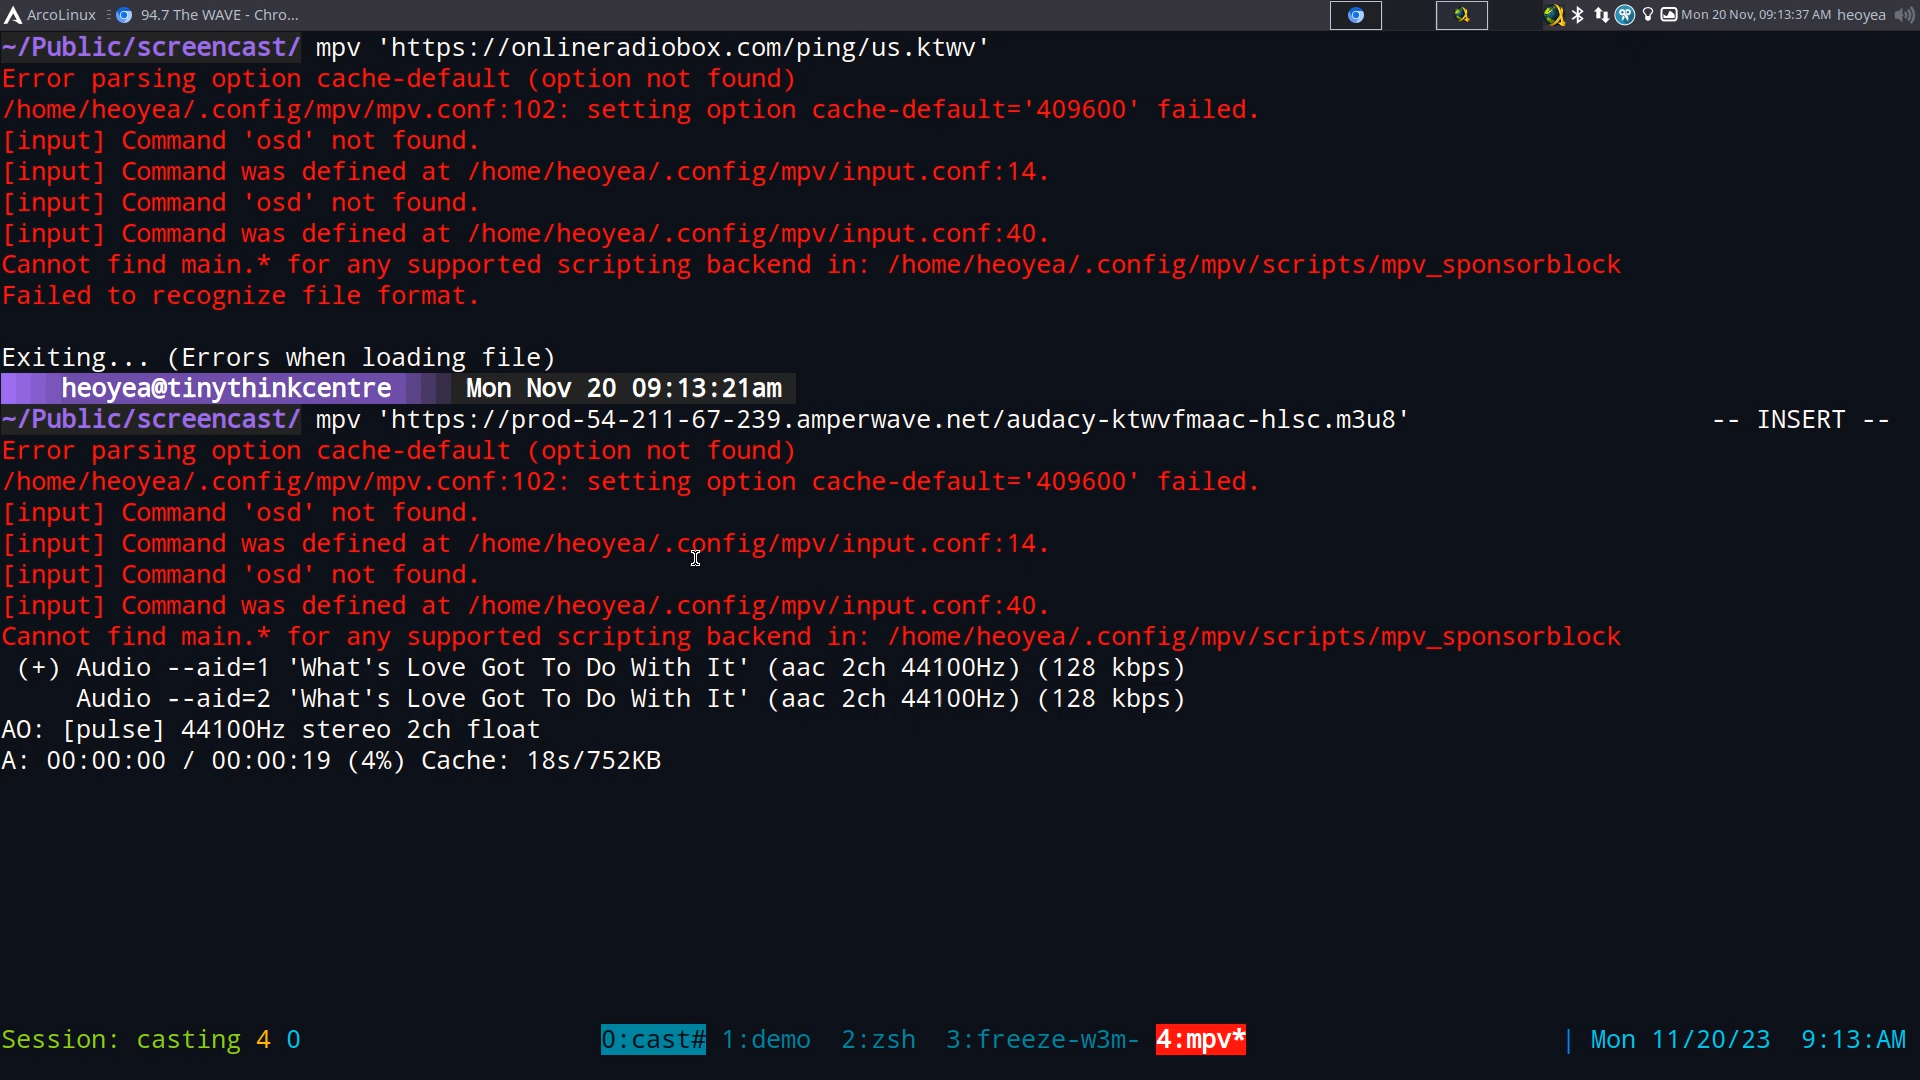 ArcoLinux 94.7 The WAVE - Chro... Mon 20 Nov, 09:13:37 AM heoyea
~/Public/screencast/ mpv 'https://onlineradiobox.com/ping/us.ktwv'
Error parsing option cache-default (option not found)
/home/heoyea/.config/mpv/mpv.conf:102: setting option cache-default='409600' failed.
[input] Command 'osd' not found.
[input] Command was defined at /home/heoyea/.config/mpv/input.conf:14.
[input] Command 'osd' not found.
[input] Command was defined at /home/heoyea/.config/mpv/input.conf:40.
Cannot find main.* for any supported scripting backend in: /home/heoyea/.config/mpv/scripts/mpv_sponsorblock
Failed to recognize file format.
Exiting... (Errors when loading file)
heoyea@tinythinkcentre Mon Nov 20 09:13:21am
~/Public/screencast/ mpv 'https://prod-54-211-67-239.amperwave.net/audacy-ktwvfmaac-hlsc.m3u8' -- INSERT --
Error parsing option cache-default (option not found)
/home/heoyea/.config/mpv/mpv.conf:102: setting option cache-default='409600' failed.
[input] Command 'osd' not found.
[input] Command was defined at /home/heoyea/.config/mpv/input.conf:14.
[input] Command 'osd' not found.
[input] Command was defined at /home/heoyea/.config/mpv/input.conf:40.
Cannot find main.* for any supported scripting backend in: /home/heoyea/.config/mpv/scripts/mpv_sponsorblock
(+) Audio --aid=1 'What's Love Got To Do With It' (aac 2ch 44100Hz) (128 kbps)
Audio --aid=2 'What's Love Got To Do With It' (aac 2ch 44100Hz) (128 kbps)
AO: [pulse] 44100Hz stereo 2ch float
A: 00:00:00 / 00:00:19 (4%) Cache: 18s/752KB
Session: casting 4 0 0:cast# 1:demo 2:zsh 3:freeze-w3m- 4:mpv* | Mon 11/20/23 9:13:AM